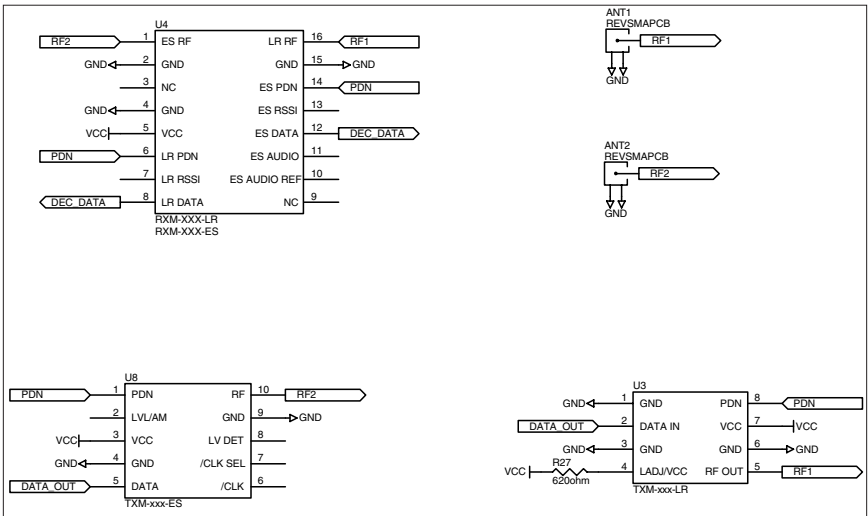 U4
RF2 1 ES RF LR RF 16 RF1
GND 2 GND GND 15 GND
3 NC ES PDN 14 PDN
GND 4 GND ES RSSI 13
VCC 5 VCC ES DATA 12 DEC_DATA
PDN 6 LR PDN ES AUDIO 11
7 LR RSSI ES AUDIO REF 10
DEC_DATA 8 LR DATA NC 9
RXM-XXX-LR
RXM-XXX-ES
ANT1
REVSMAPCB
RF1
GND
ANT2
REVSMAPCB
RF2
GND
U8
PDN 1 PDN RF 10 RF2
2 LVL/AM GND 9 GND
VCC 3 VCC LV DET 8
GND 4 GND /CLK SEL 7
DATA_OUT 5 DATA /CLK 6
TXM-xxx-ES
U3
GND 1 GND PDN 8 PDN
DATA_OUT 2 DATA IN VCC 7 VCC
GND 3 GND GND 6 GND
VCC R27 4 LADJ/VCC RF OUT 5 RF1
620ohm
TXM-xxx-LR